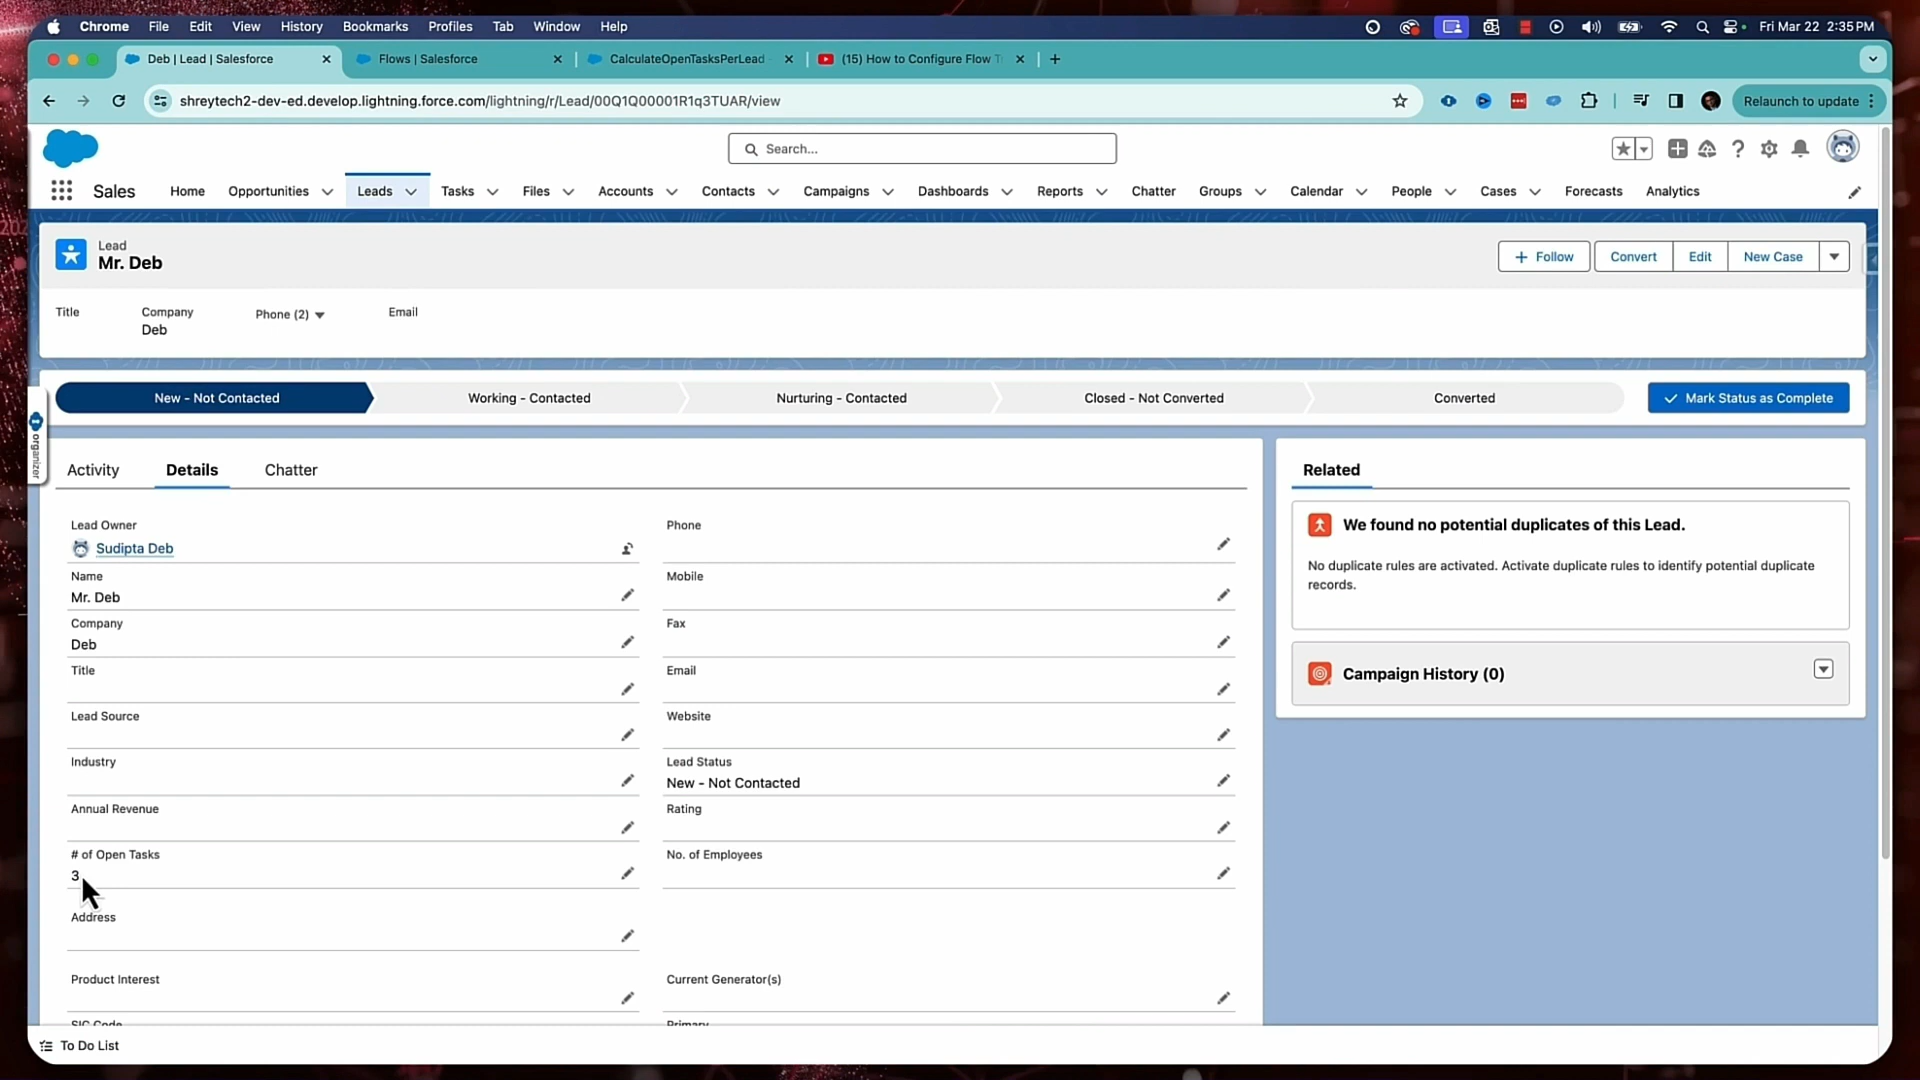 Chrome File Edit View History Bookmarks Profiles Tab Window Help Fri Mar 22 2:35 PM
Deb | Lead | Salesforce Flows | Salesforce CalculateOpenTasksPerLead (15) How to Configure Flow T
shreytech2-dev-ed.develop.lightning.force.com/lightning/r/Lead/00Q1Q00001R1q3TUAR/view Relaunch to update
Search...
Sales Home Opportunities Leads Tasks Files Accounts Contacts Campaigns Dashboards Reports Chatter Groups Calendar People Cases Forecasts Analytics
Lead
Mr. Deb
Follow Convert Edit New Case
Title Company Phone (2) Email
Deb
New - Not Contacted Working - Contacted Nurturing - Contacted Closed - Not Converted Converted Mark Status as Complete
organizer
Activity Details Chatter
Lead Owner Phone
Sudipta Deb
Name Mobile
Mr. Deb
Company Fax
Deb
Title Email
Lead Source Website
Industry Lead Status
New - Not Contacted
Annual Revenue Rating
# of Open Tasks No. of Employees
3
Address
Product Interest Current Generator(s)
SIC Code Primary
Related
We found no potential duplicates of this Lead.
No duplicate rules are activated. Activate duplicate rules to identify potential duplicate
records.
Campaign History (0)
To Do List